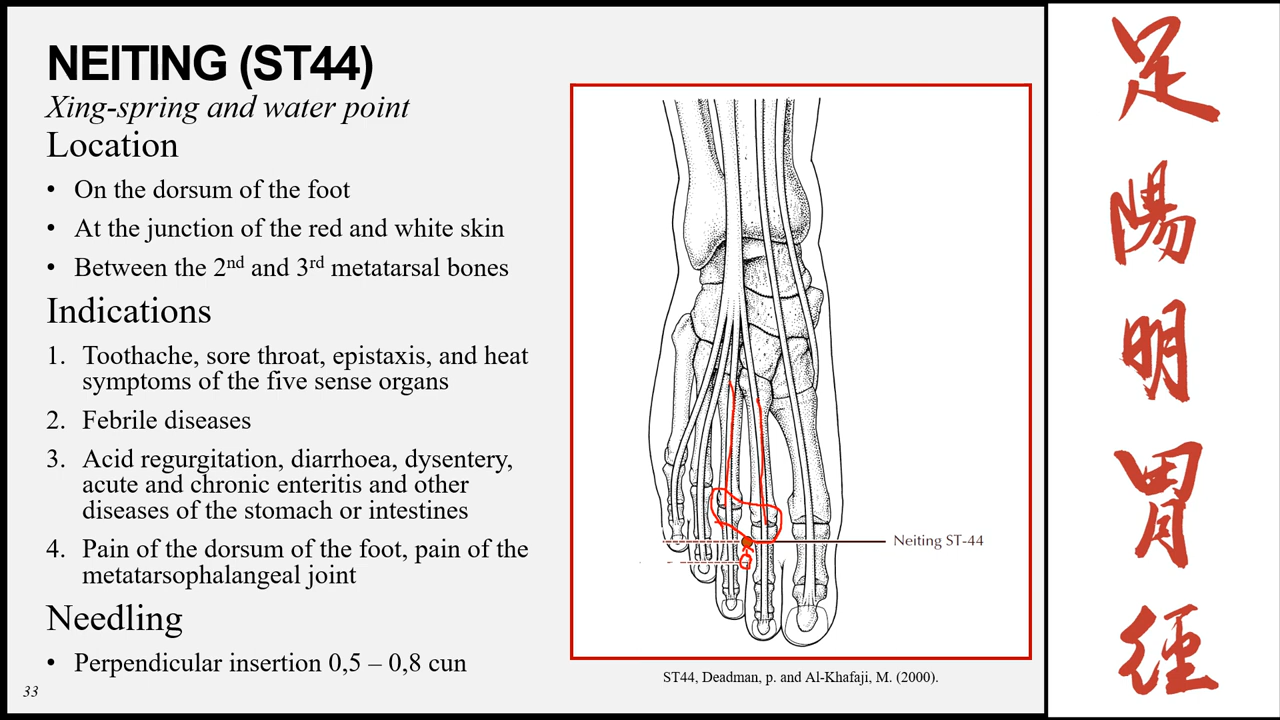 NEITING (ST44)
Xing-spring and water point
Location
• On the dorsum of the foot
• At the junction of the red and white skin
• Between the 2nd and 3rd metatarsal bones
Indications
1. Toothache, sore throat, epistaxis, and heat
symptoms of the five sense organs
2. Febrile diseases
3. Acid regurgitation, diarrhoea, dysentery,
acute and chronic enteritis and other
diseases of the stomach or intestines
4. Pain of the dorsum of the foot, pain of the
metatarsophalangeal joint
Needling
• Perpendicular insertion 0,5 – 0,8 cun
33
Neiting ST-44
ST44, Deadman, p. and Al-Khafaji, M. (2000).
足
陽
明
胃
經